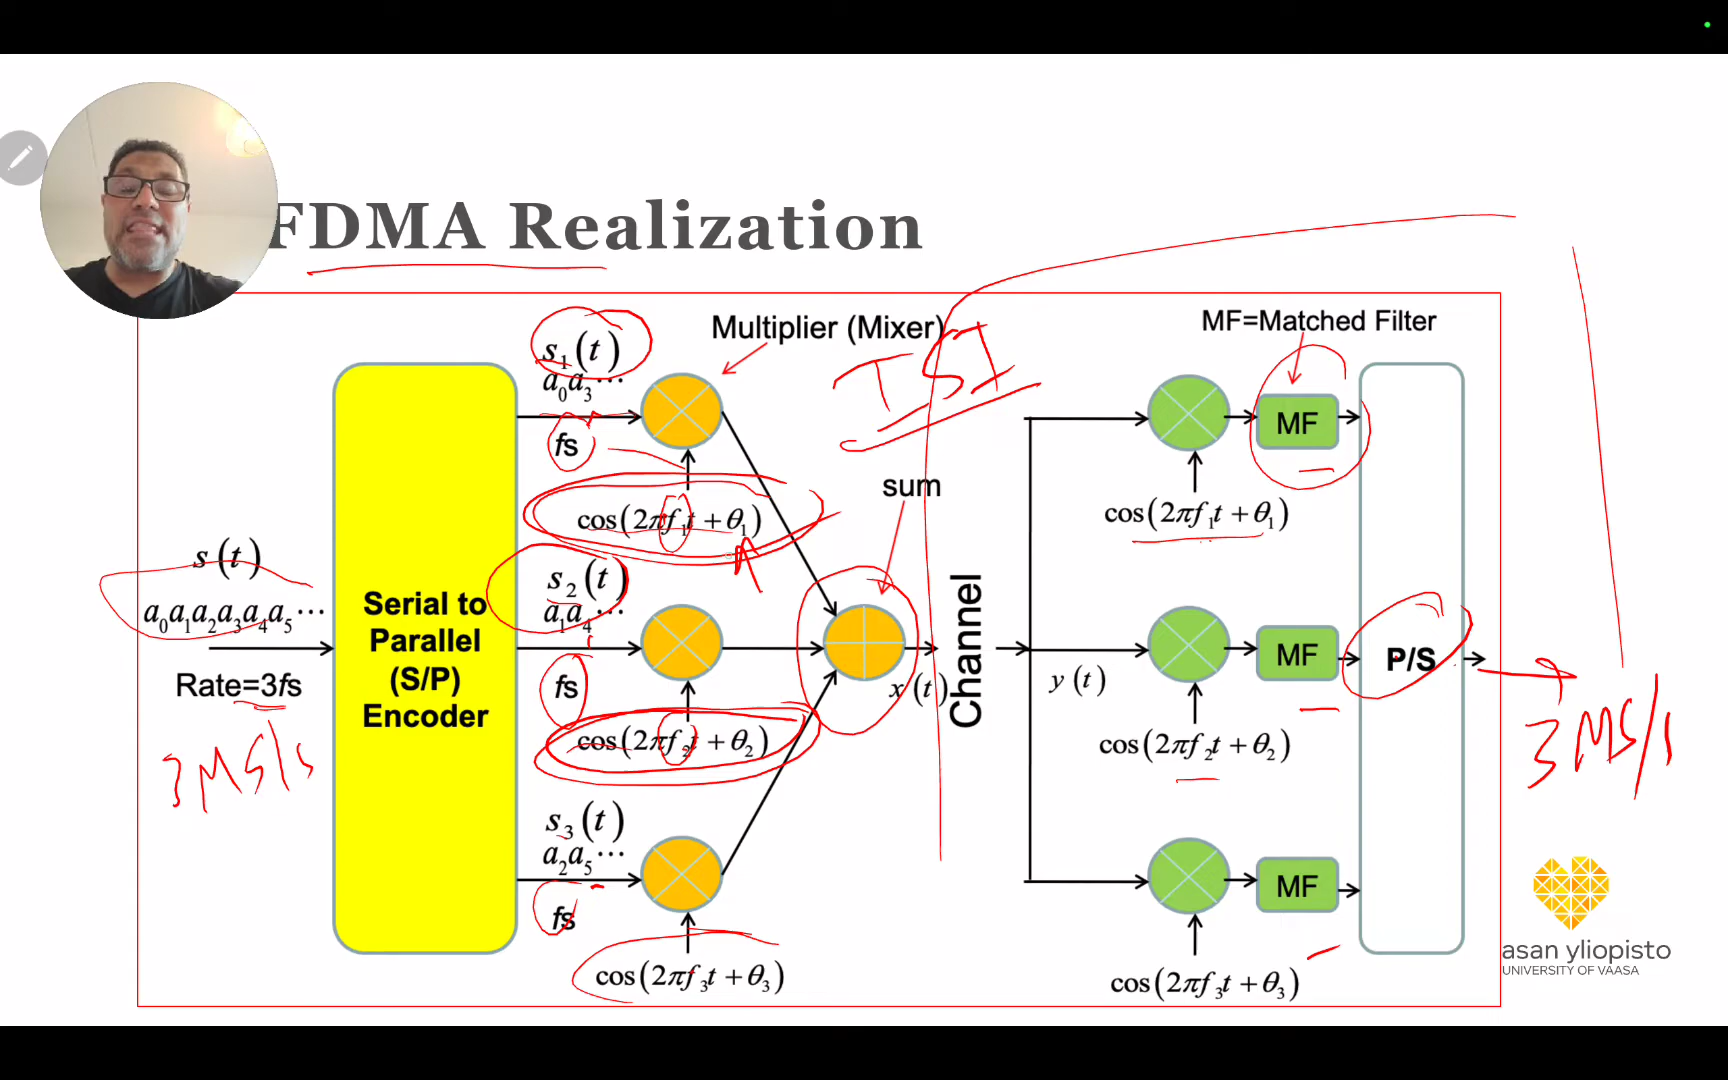 FDMA Realization
Multiplier (Mixer)
MF=Matched Filter
TS1
s₁(t)
a₀a₃⋯
fs
cos(2πf₁t + θ₁)
sum
s(t)
a₀a₁a₂a₃a₄a₅⋯
Rate=3fs
3MS/s
Serial to
Parallel
(S/P)
Encoder
s₂(t)
a₁a₄⋯
fs
cos(2πf₂t + θ₂)
s₃(t)
a₂a₅⋯
fs
cos(2πf₃t + θ₃)
x(t)
Channel
y(t)
MF
cos(2πf₁t + θ₁)
MF
cos(2πf₂t + θ₂)
MF
cos(2πf₃t + θ₃)
P/S
3MS/s
asan yliopisto
UNIVERSITY OF VAASA